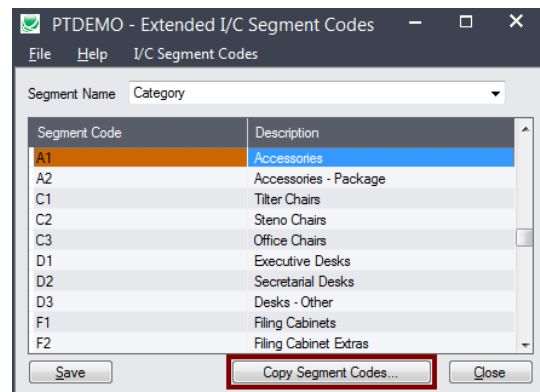 PTDEMO - Extended I/C Segment Codes
File Help I/C Segment Codes
Segment Name Category
Segment Code Description
A1 Accessories
A2 Accessories - Package
C1 Tilter Chairs
C2 Steno Chairs
C3 Office Chairs
D1 Executive Desks
D2 Secretarial Desks
D3 Desks - Other
F1 Filing Cabinets
F2 Filing Cabinet Extras
Save Copy Segment Codes... Close